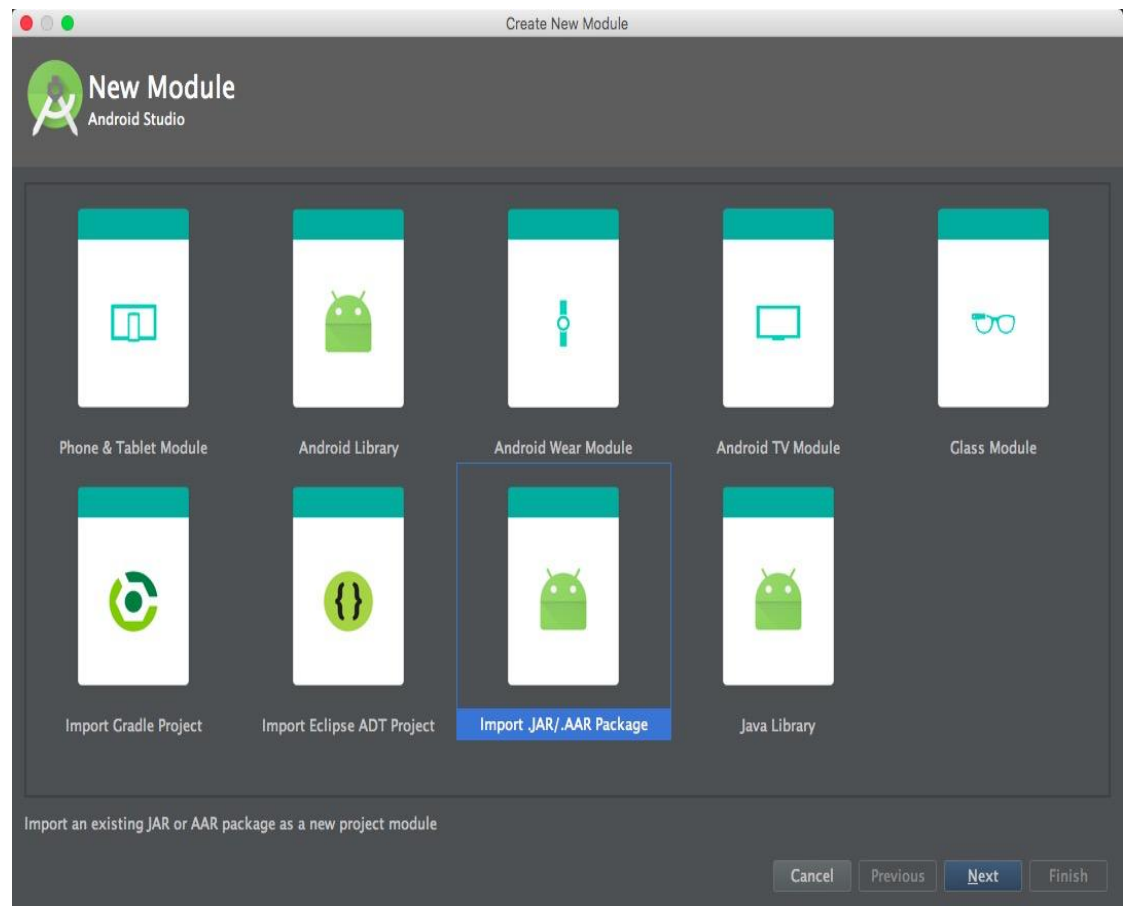 Create New Module
New Module
Android Studio
Phone & Tablet Module
Android Library
Android Wear Module
Android TV Module
Glass Module
Import Gradle Project
{}
Import Eclipse ADT Project
Import .JAR/.AAR Package
Java Library
Import an existing JAR or AAR package as a new project module
Cancel Previous Next Finish